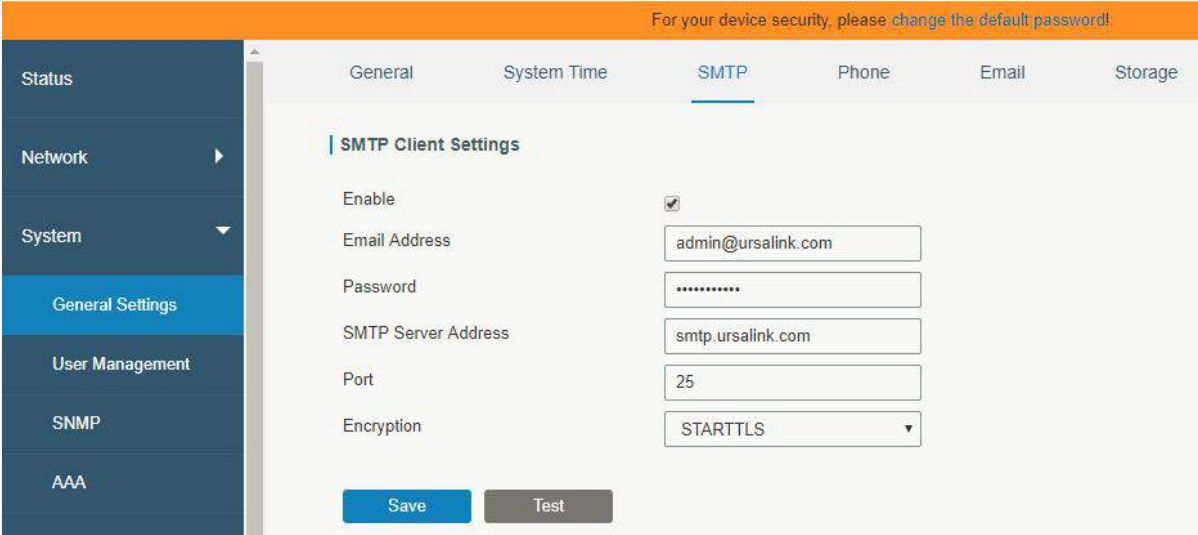 For your device security, please change the default password!
Status
Network
System
General Settings
User Management
SNMP
AAA
General System Time SMTP Phone Email Storage
SMTP Client Settings
Enable
Email Address admin@ursalink.com
Password •••••••••••
SMTP Server Address smtp.ursalink.com
Port 25
Encryption STARTTLS
Save Test